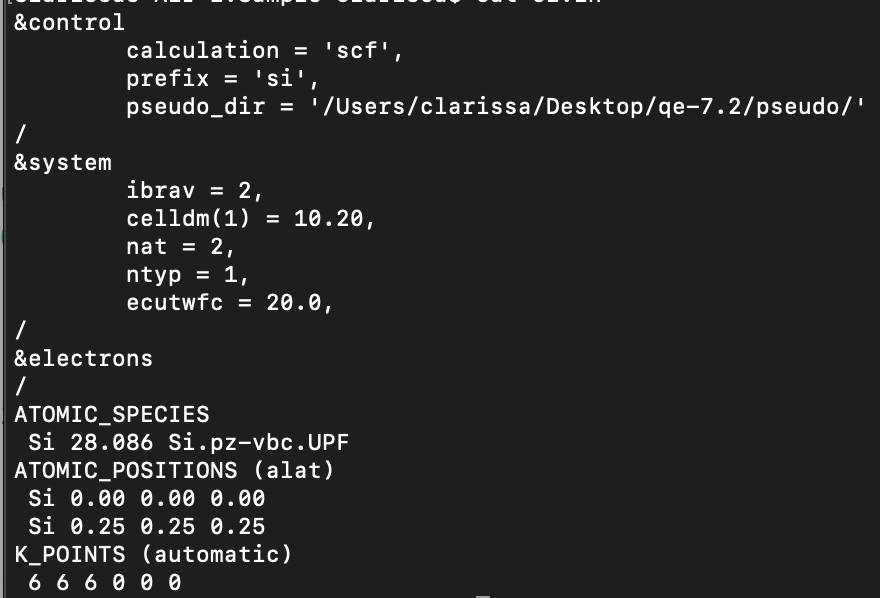 &control
        calculation = 'scf',
        prefix = 'si',
        pseudo_dir = '/Users/clarissa/Desktop/qe-7.2/pseudo/'
/
&system
        ibrav = 2,
        celldm(1) = 10.20,
        nat = 2,
        ntyp = 1,
        ecutwfc = 20.0,
/
&electrons
/
ATOMIC_SPECIES
 Si 28.086 Si.pz-vbc.UPF
ATOMIC_POSITIONS (alat)
 Si 0.00 0.00 0.00
 Si 0.25 0.25 0.25
K_POINTS (automatic)
 6 6 6 0 0 0